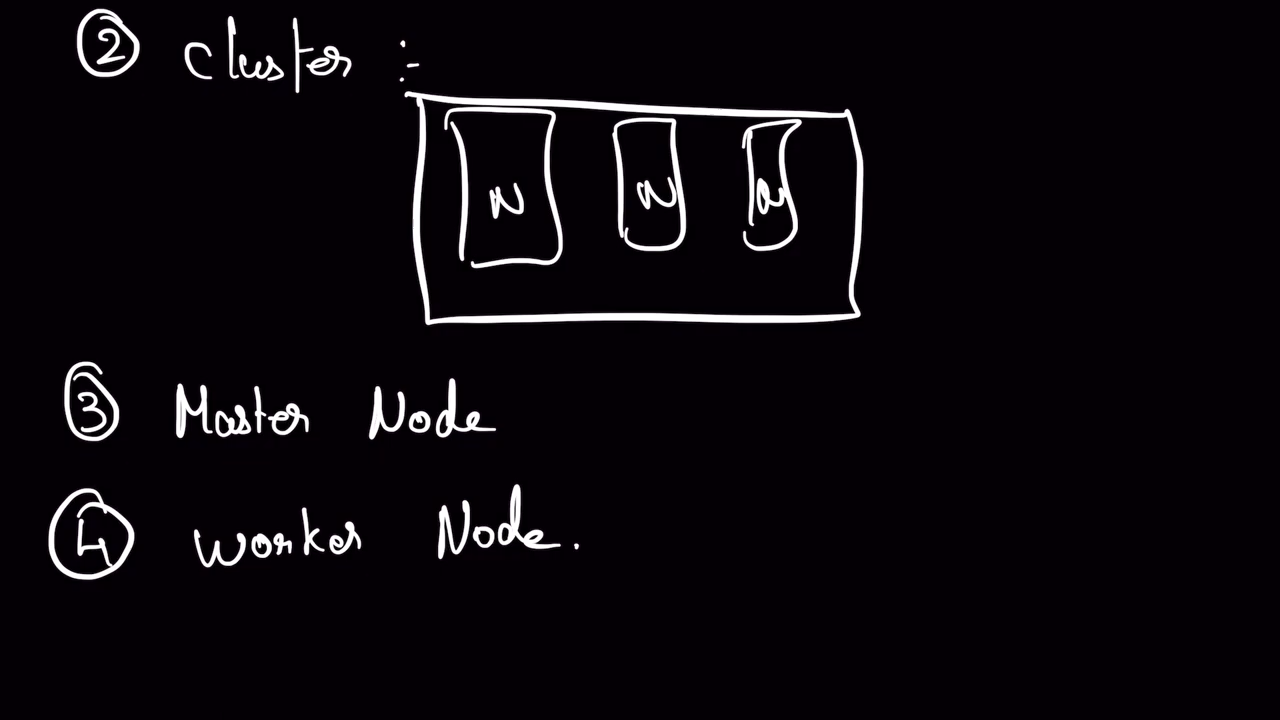 ② Cluster :-
N N N
③ Master Node
④ Worker Node.